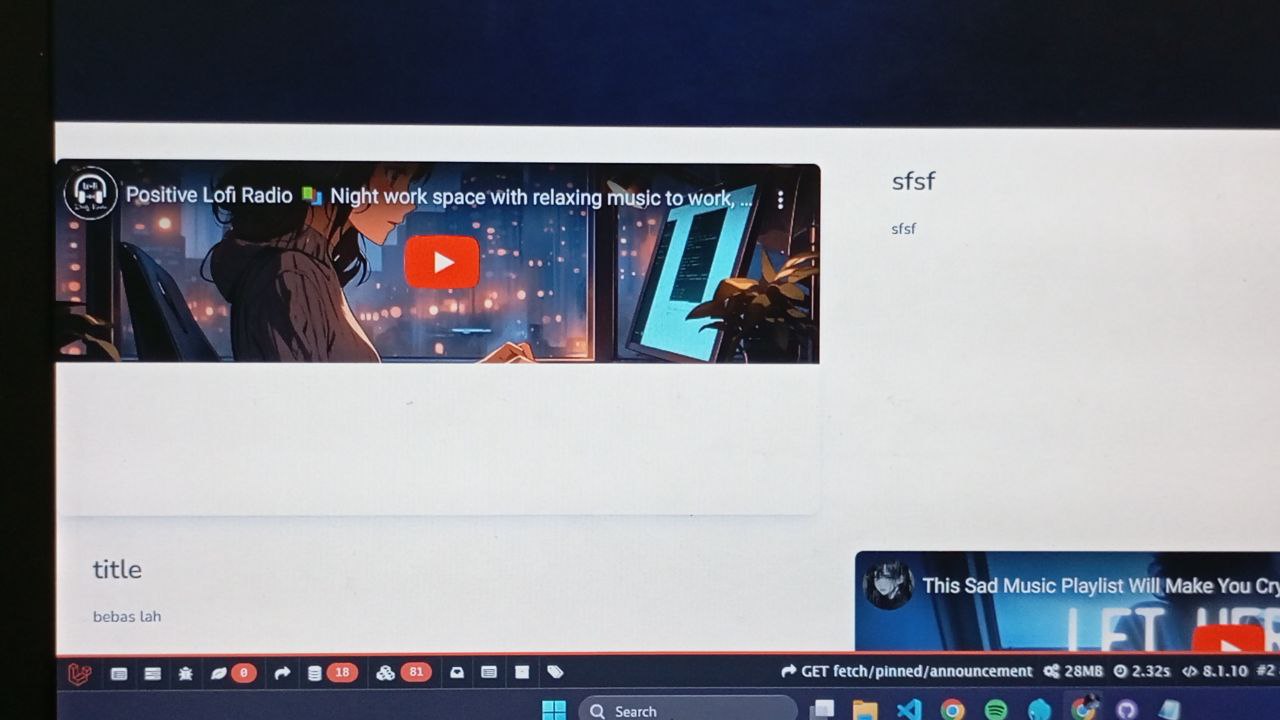 Positive Lofi Radio Night work space with relaxing music to work, ...
sfsf
sfsf
title
bebas lah
This Sad Music Playlist Will Make You Cry
LET HER
0
18
81
GET fetch/pinned/announcement 28MB 2.32s 8.1.10 #2
Search